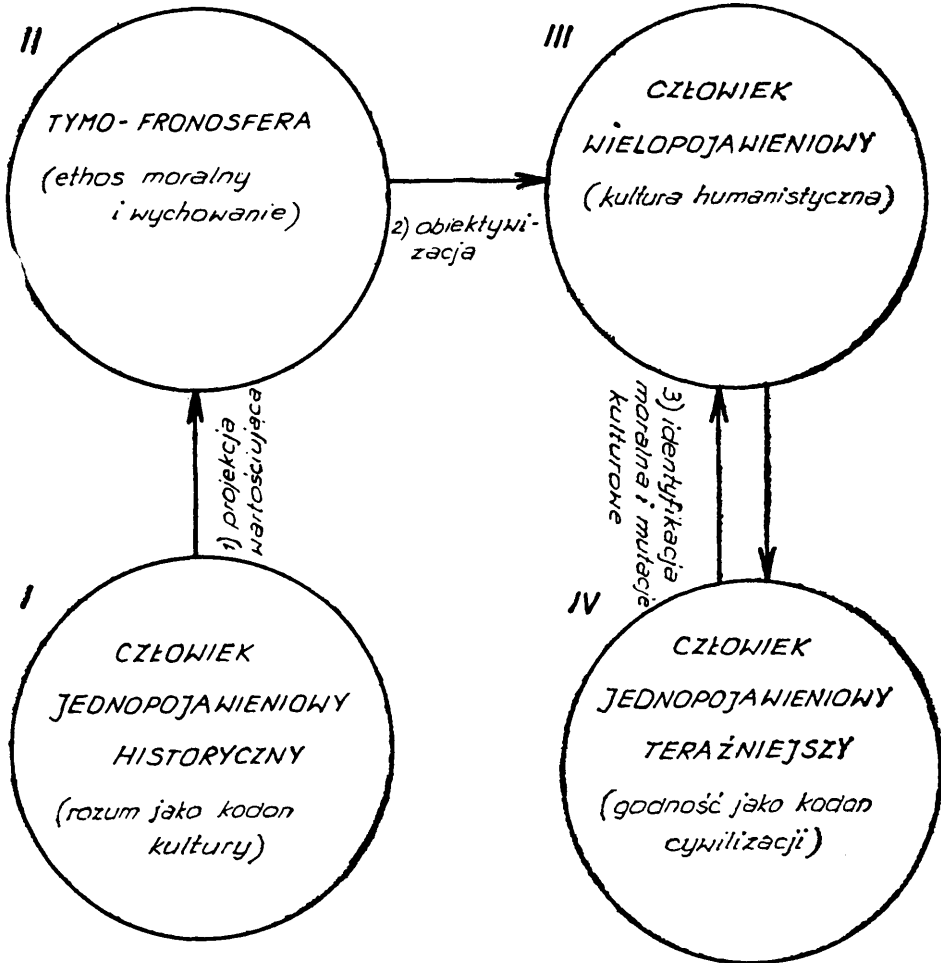 II
TYMO-FRONOSFERA
(ethos moralny
i wychowanie)
2) obiektywi-
zacja
III
CZŁOWIEK
WIELOPOJAWIENIOWY
(kultura humanistyczna)
1) projekcja
wartościująca
3) identyfikacja
moralna i mutacje
kulturowe
I
CZŁOWIEK
JEDNOPOJAWIENIOWY
HISTORYCZNY
(rozum jako kodon
kultury)
IV
CZŁOWIEK
JEDNOPOJAWIENIOWY
TERAŹNIEJSZY
(godność jako kodon
cywilizacji)